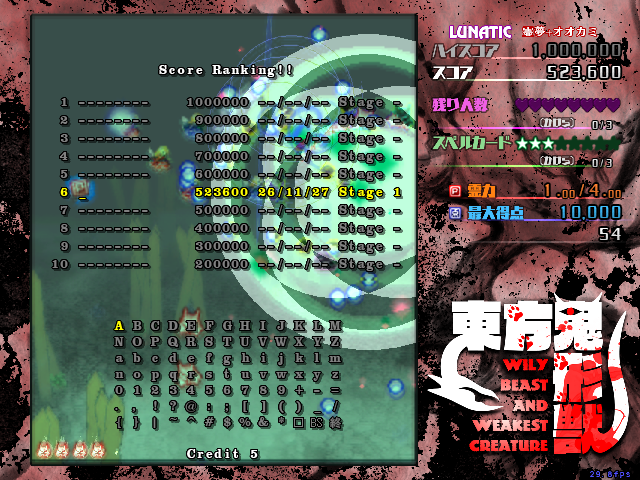 Score Ranking!!
1 -------- 1000000 --/--/-- Stage -
2 -------- 900000 --/--/-- Stage -
3 -------- 800000 --/--/-- Stage -
4 -------- 700000 --/--/-- Stage -
5 -------- 600000 --/--/-- Stage -
6 _ 523600 26/11/27 Stage 1
7 -------- 500000 --/--/-- Stage -
8 -------- 400000 --/--/-- Stage -
9 -------- 300000 --/--/-- Stage -
10 -------- 200000 --/--/-- Stage -
A B C D E F G H I J K L M
N O P Q R S T U V W X Y Z
a b c d e f g h i j k l m
n o p q r s t u v w x y z
0 1 2 3 4 5 6 7 8 9 + - =
. , ! ? @ : ; [ ] ( ) _ /
{ } | ~ ^ # $ % & * □ BS 終
Credit 5
LUNATIC 霊夢+オオカミ
ハイスコア 1,000,000
スコア 523,600
残り人数
(かけら) 0/3
スペルカード ★★★
(かけら) 0/3
P 霊力 1.00/4.00
最大得点 10,000
54
東方鬼形獣
WILY
BEAST
AND
WEAKEST
CREATURE